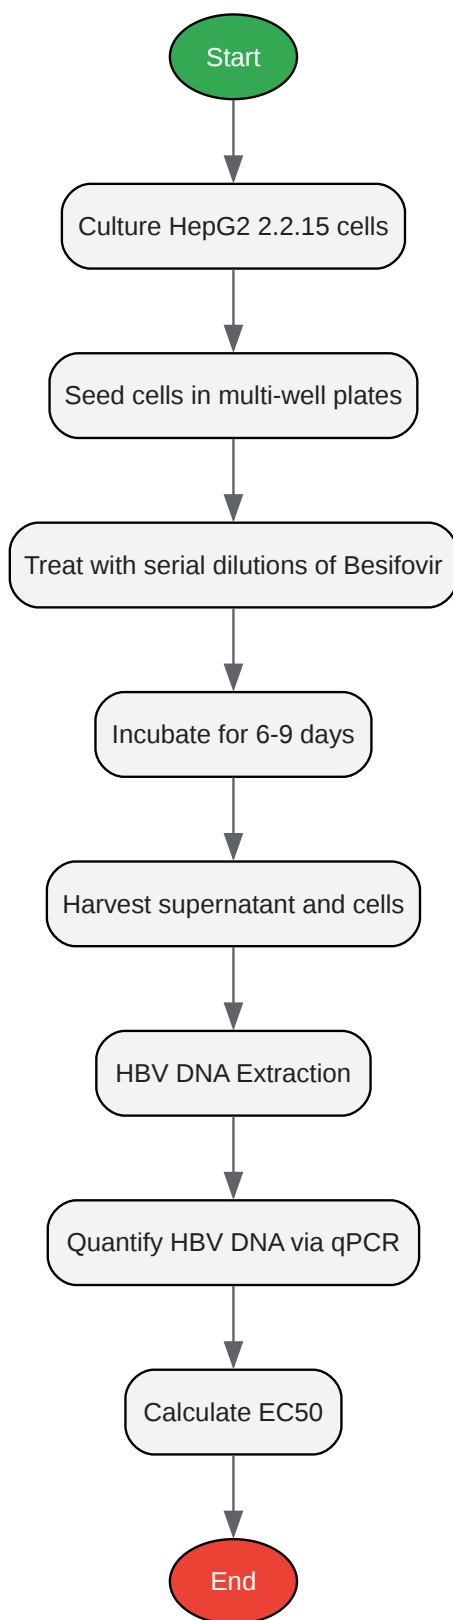 Start
Culture HepG2 2.2.15 cells
Seed cells in multi-well plates
Treat with serial dilutions of Besifovir
Incubate for 6-9 days
Harvest supernatant and cells
HBV DNA Extraction
Quantify HBV DNA via qPCR
Calculate EC50
End